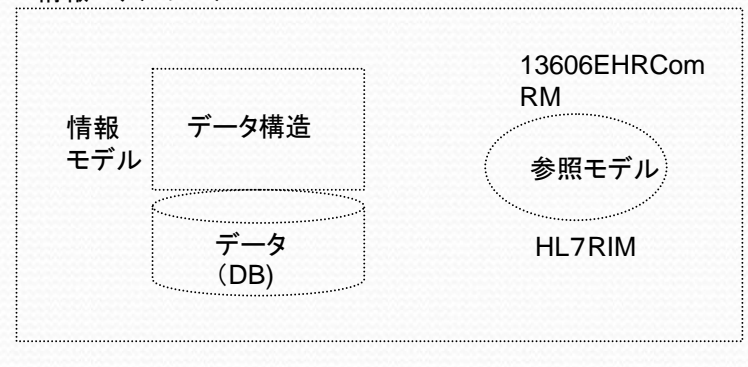 13606EHRCom
RM
情報
モデル
データ構造
参照モデル
データ
（DB)
HL7RIM